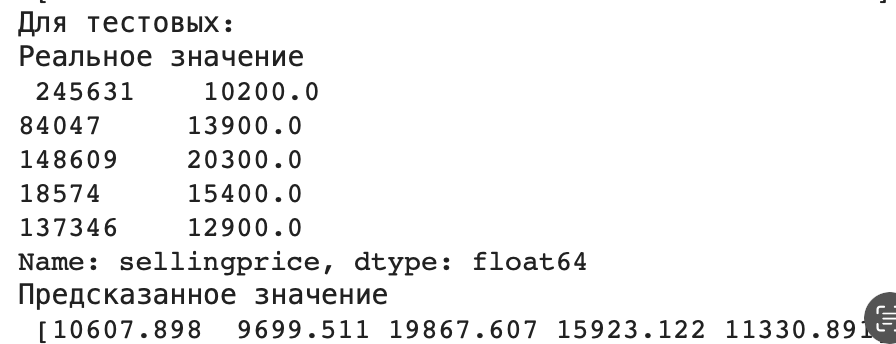 Для тестовых:
Реальное значение
245631 10200.0
84047 13900.0
148609 20300.0
18574 15400.0
137346 12900.0
Name: sellingprice, dtype: float64
Предсказанное значение
[10607.898 9699.511 19867.607 15923.122 11330.891